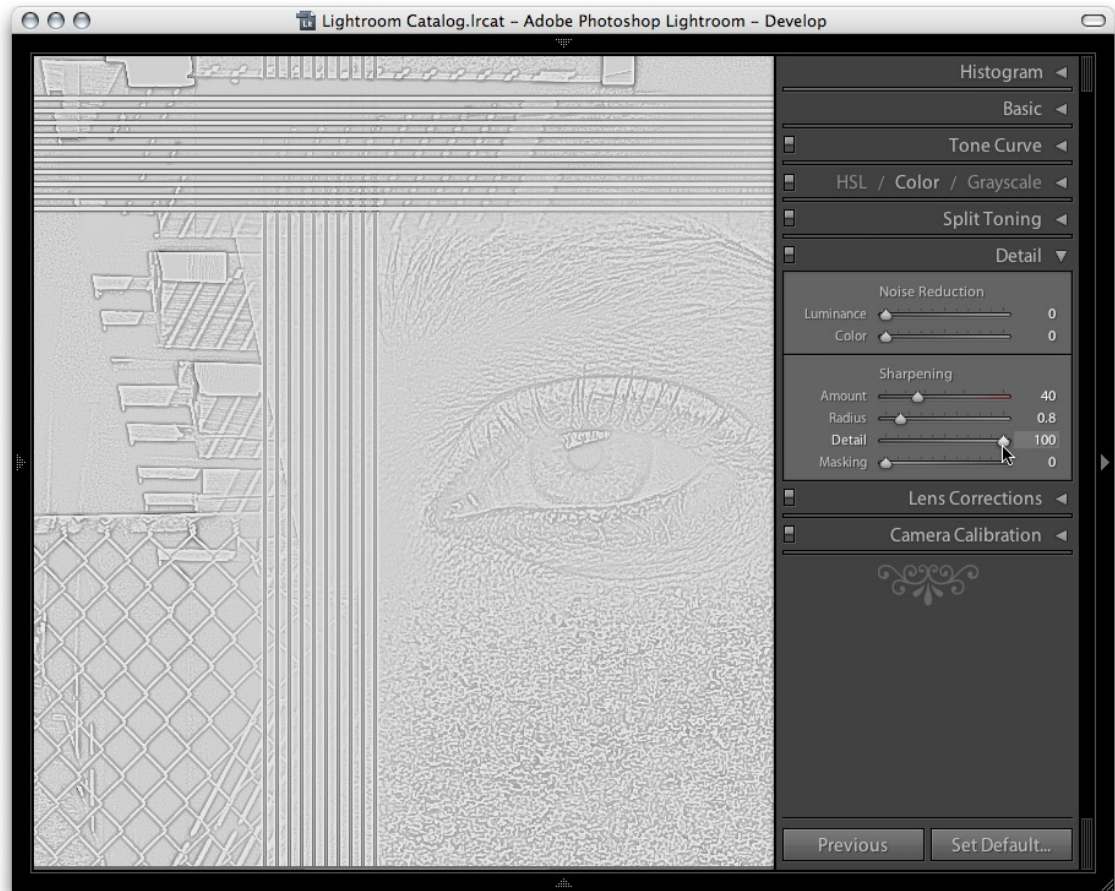 Lightroom Catalog.lrcat – Adobe Photoshop Lightroom – Develop
LR
Histogram
Basic
Tone Curve
HSL / Color / Grayscale
Split Toning
Detail
Noise Reduction
Luminance 0
Color 0
Sharpening
Amount 40
Radius 0.8
Detail 100
Masking 0
Lens Corrections
Camera Calibration
Previous Set Default...